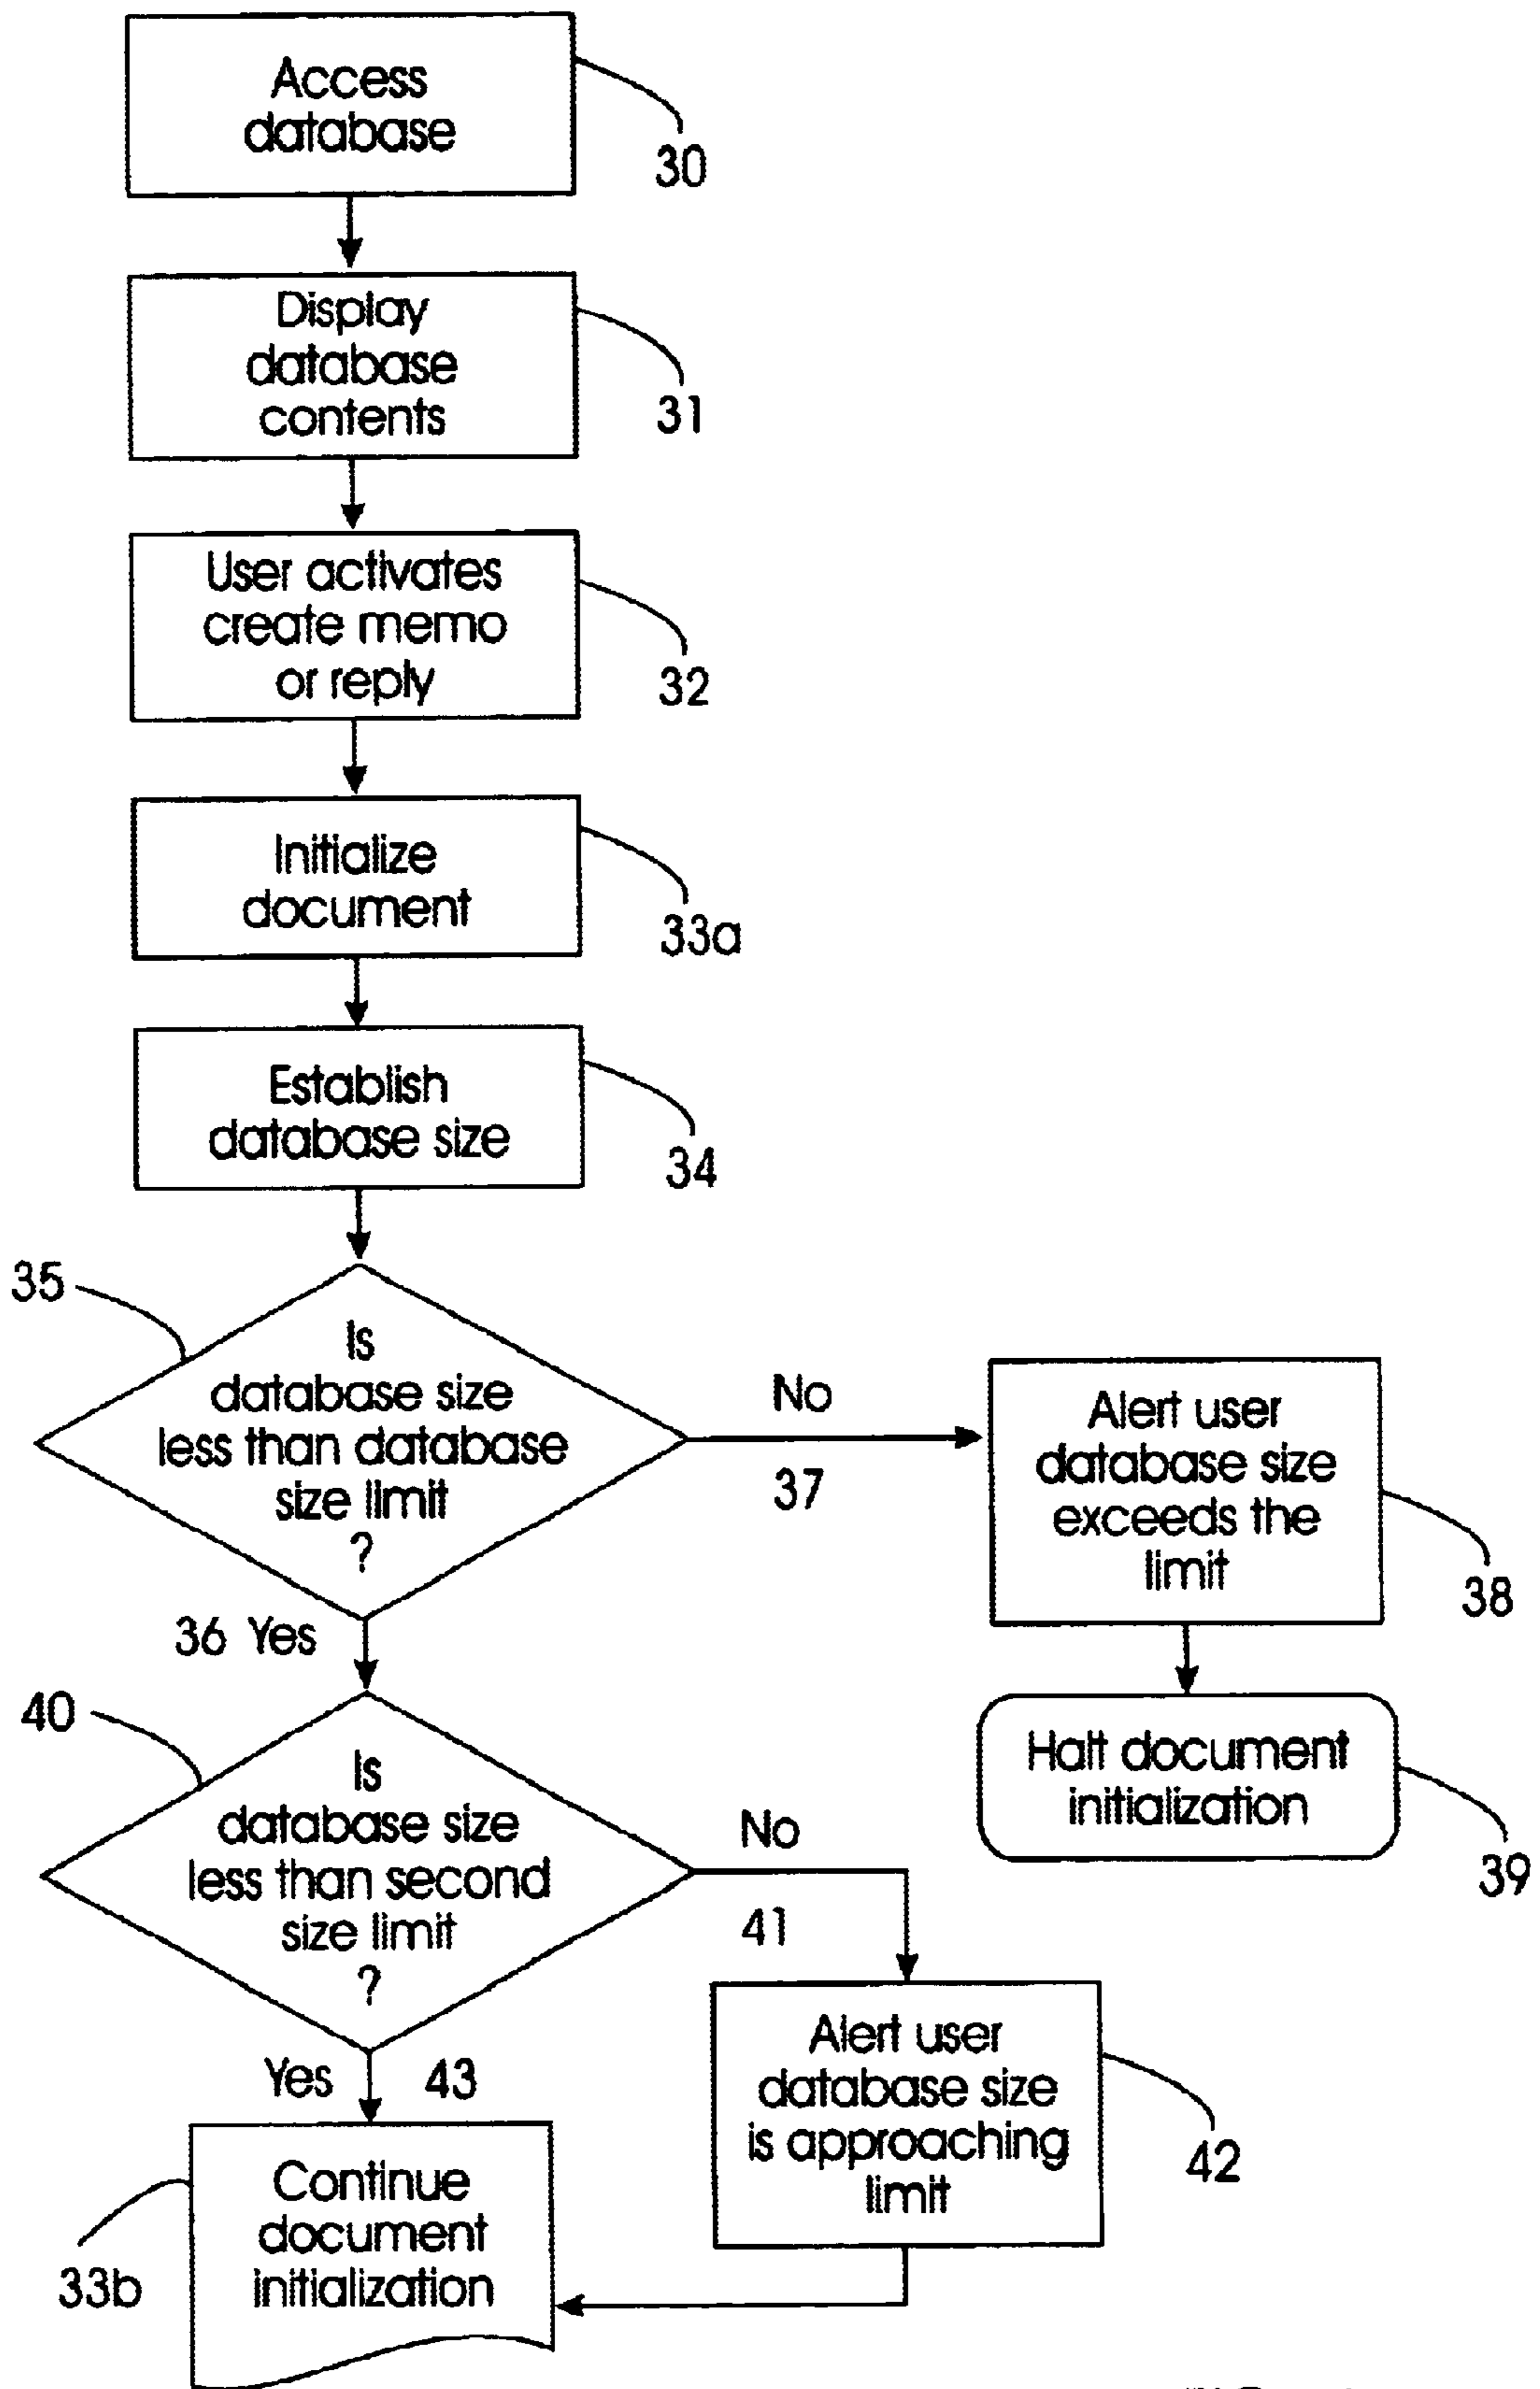 Access
database
30
Display
database
contents
31
User activates
create memo
or reply
32
Initialize
document
33a
Establish
database size
34
35
Is
database size
less than database
size limit
?
No
37
Alert user
database size
exceeds the
limit
38
36 Yes
Halt document
initialization
39
40
Is
database size
less than second
size limit
?
No
41
Alert user
database size
is approaching
limit
42
Yes
43
Continue
document
initialization
33b